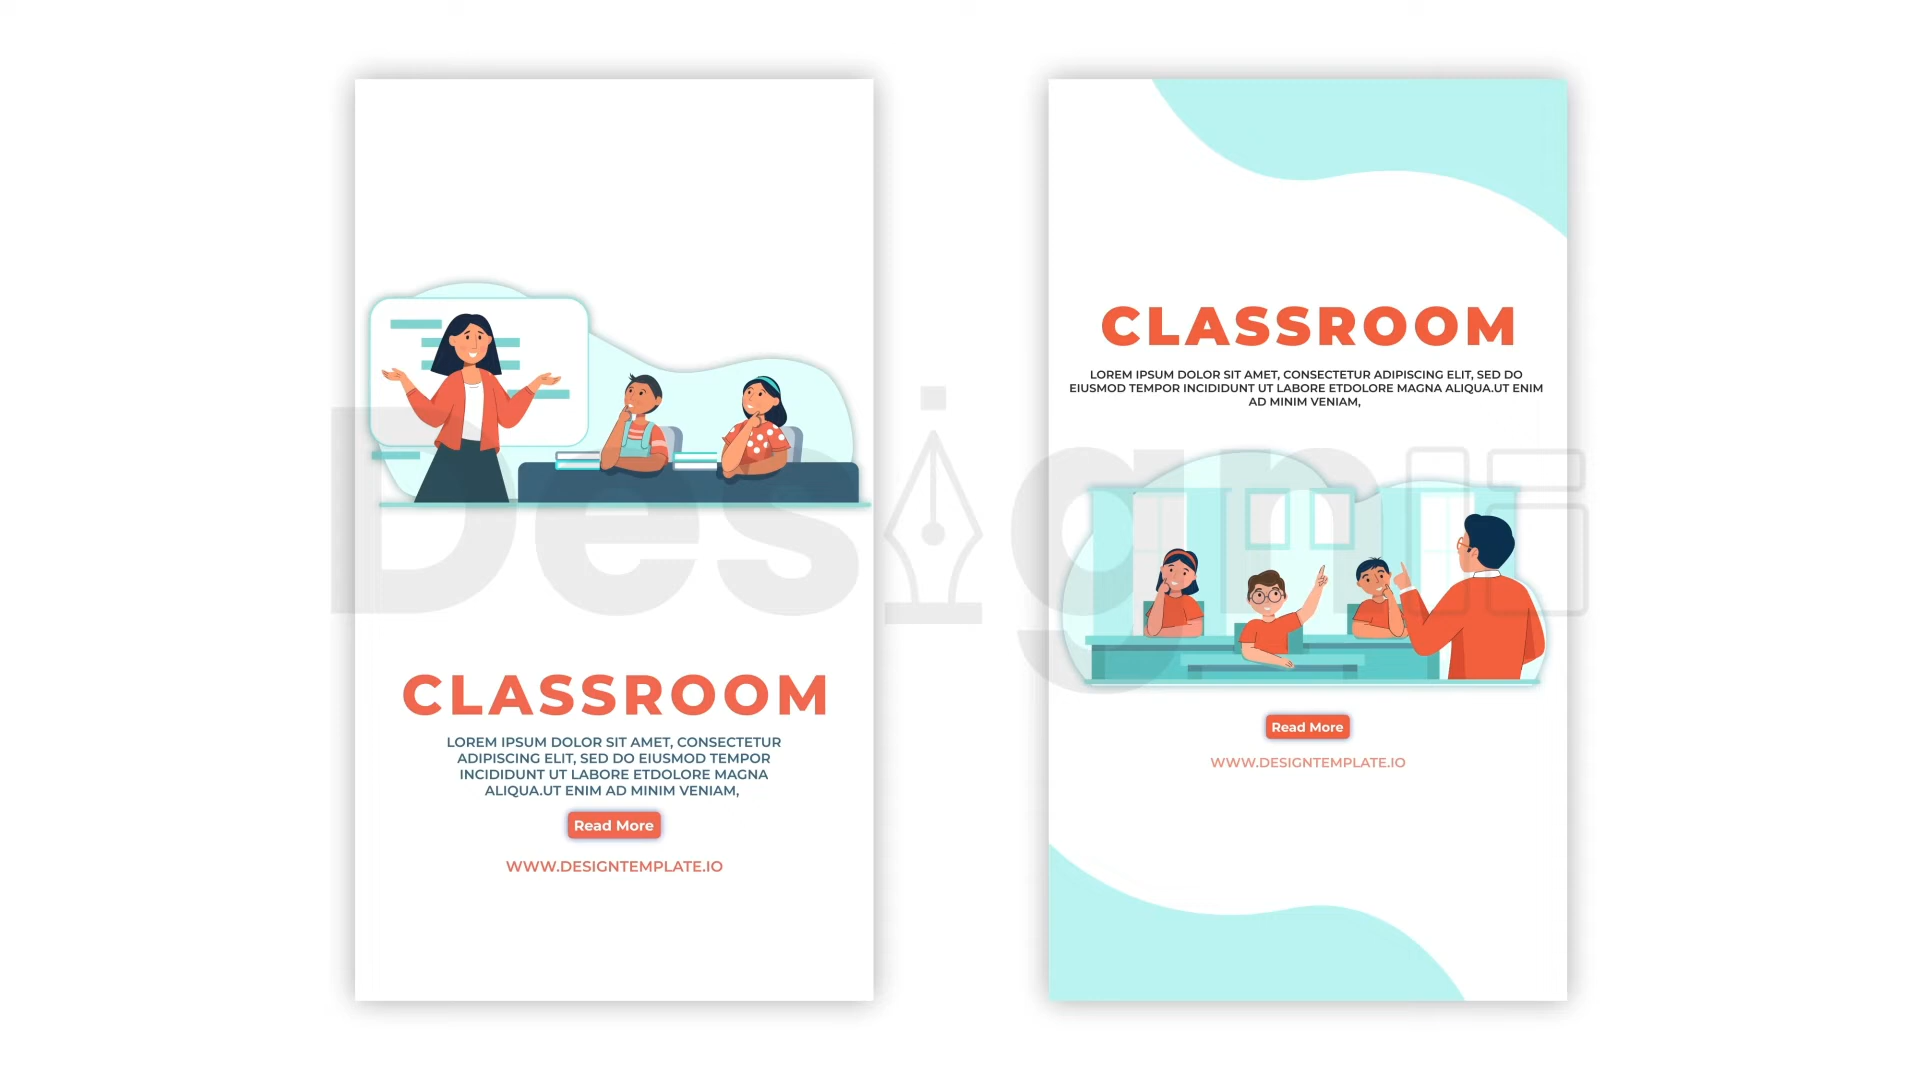 CLASSROOM
LOREM IPSUM DOLOR SIT AMET, CONSECTETUR
ADIPISCING ELIT, SED DO EIUSMOD TEMPOR
INCIDIDUNT UT LABORE ETDOLORE MAGNA
ALIQUA.UT ENIM AD MINIM VENIAM,
Read More
WWW.DESIGNTEMPLATE.IO
CLASSROOM
LOREM IPSUM DOLOR SIT AMET, CONSECTETUR ADIPISCING ELIT, SED DO
EIUSMOD TEMPOR INCIDIDUNT UT LABORE ETDOLORE MAGNA ALIQUA.UT ENIM
AD MINIM VENIAM,
Read More
WWW.DESIGNTEMPLATE.IO
Design